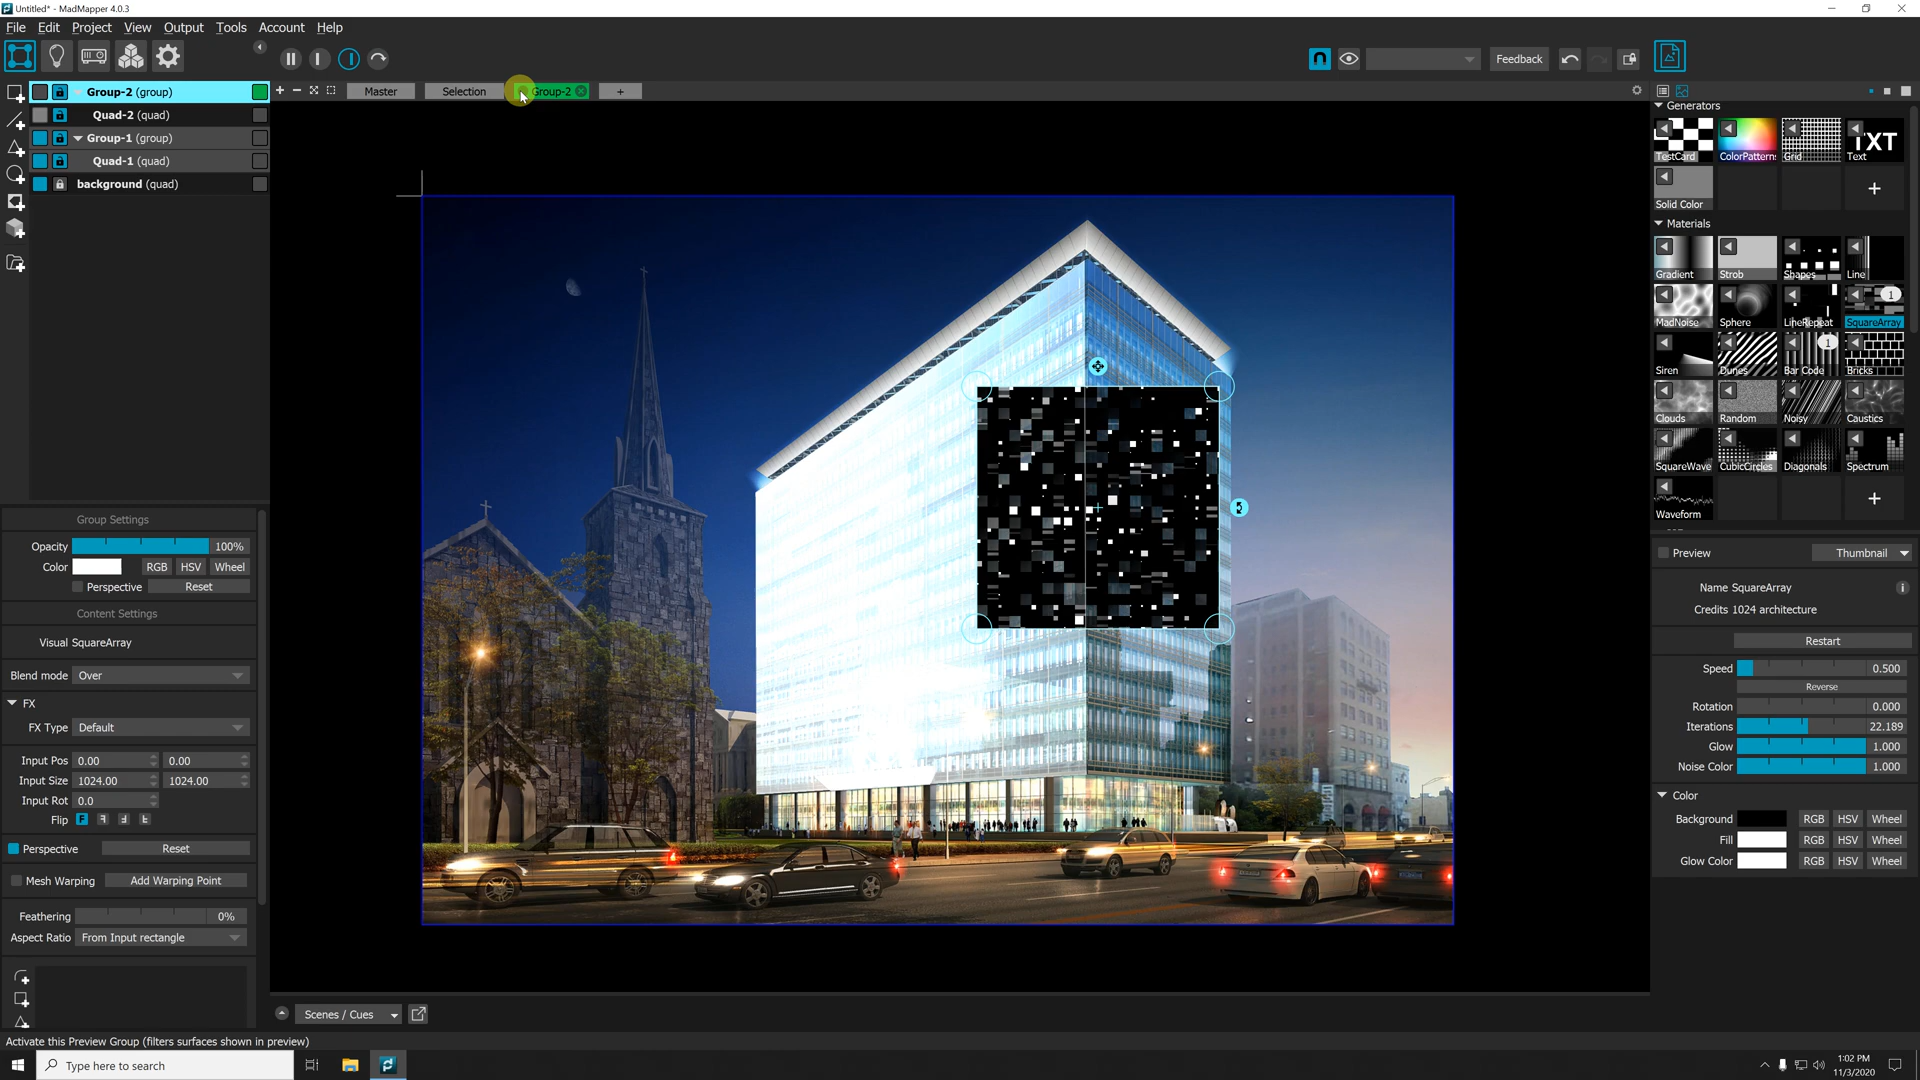 Untitled* - MadMapper 4.0.3
File Edit Project View Output Tools Account Help
Feedback
Master Selection Group-2 +
Group-2 (group)
Quad-2 (quad)
Group-1 (group)
Quad-1 (quad)
background (quad)
Generators
TestCard ColorPattern Grid Text
TXT
Solid Color
+
Materials
Gradient Strob Shapes Line
MadNoise Sphere LineRepeat SquareArray
1
Siren Dunes Bar Code Bricks
1
Clouds Random Noisy Caustics
SquareWave CubicCircles Diagonals Spectrum
Waveform
+
Group Settings
Opacity 100%
Color RGB HSV Wheel
Perspective Reset
Content Settings
Visual SquareArray
Blend mode Over
FX
FX Type Default
Input Pos 0.00 0.00
Input Size 1024.00 1024.00
Input Rot 0.0
Flip F F F F
Perspective Reset
Mesh Warping Add Warping Point
Feathering 0%
Aspect Ratio From Input rectangle
Preview Thumbnail
Name SquareArray
Credits 1024 architecture
Restart
Speed 0.500
Reverse
Rotation 0.000
Iterations 22.189
Glow 1.000
Noise Color 1.000
Color
Background RGB HSV Wheel
Fill RGB HSV Wheel
Glow Color RGB HSV Wheel
Scenes / Cues
Activate this Preview Group (filters surfaces shown in preview)
Type here to search
1:02 PM
11/3/2020